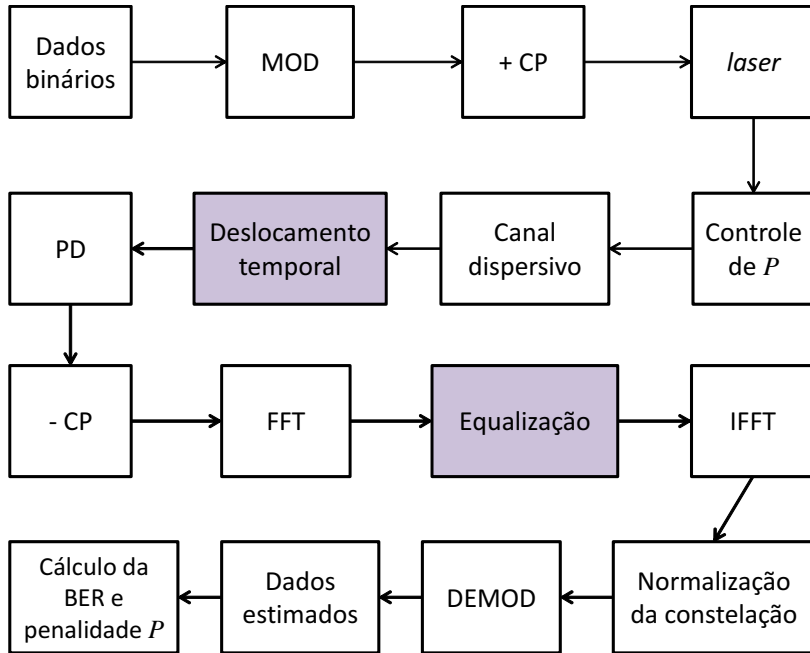 Dados
binários
MOD
+ CP
laser
PD
Deslocamento
temporal
Canal
dispersivo
Controle
de P
- CP
FFT
Equalização
IFFT
Cálculo da
BER e
penalidade P
Dados
estimados
DEMOD
Normalização
da constelação